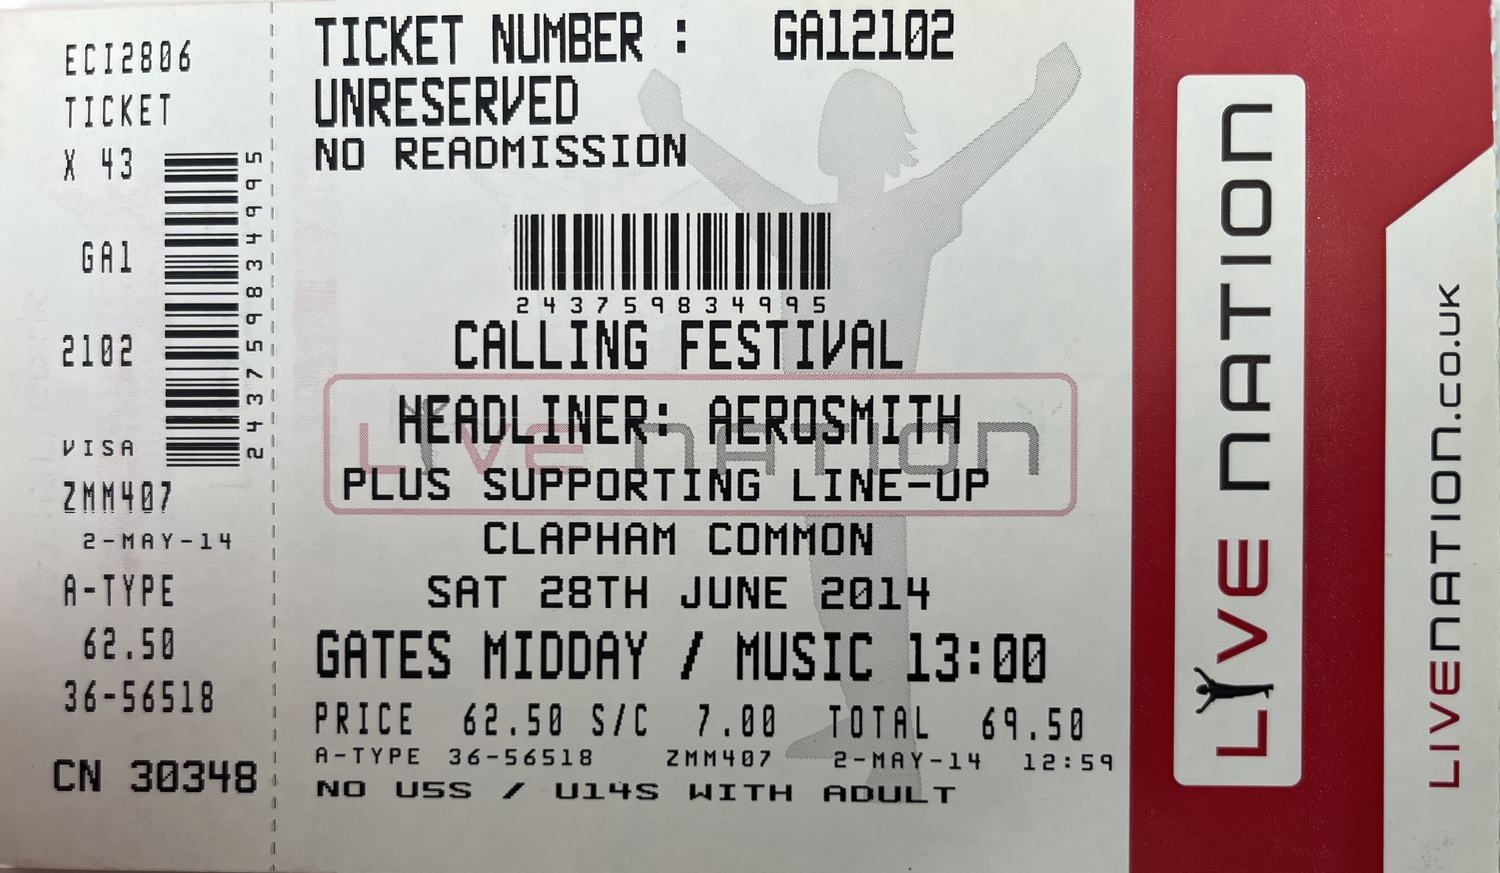 ECI2806
TICKET
X 43
GA1
2102
VISA
ZMM407
2-MAY-14
A-TYPE
62.50
36-56518
CN 30348
243759834995
TICKET NUMBER : GA12102
UNRESERVED
NO READMISSION
243759834995
CALLING FESTIVAL
HEADLINER: AEROSMITH
LIVE NATION
PLUS SUPPORTING LINE-UP
CLAPHAM COMMON
SAT 28TH JUNE 2014
GATES MIDDAY / MUSIC 13:00
PRICE 62.50 S/C 7.00 TOTAL 69.50
A-TYPE 36-56518 ZMM407 2-MAY-14 12:59
NO U5S / U14S WITH ADULT
LIVE NATION
LIVENATION.CO.UK